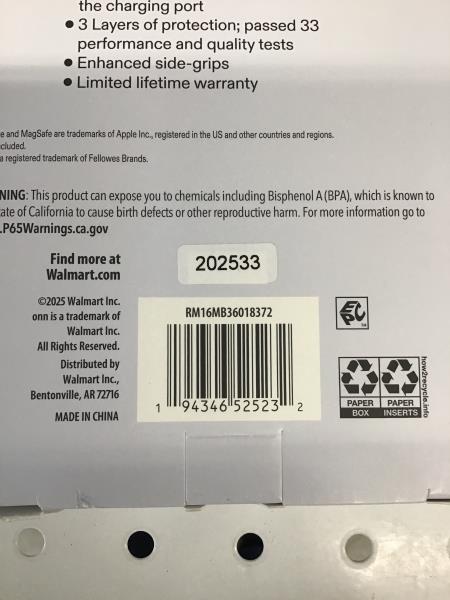 the charging port
● 3 Layers of protection; passed 33
performance and quality tests
● Enhanced side-grips
● Limited lifetime warranty
and MagSafe are trademarks of Apple Inc., registered in the US and other countries and regions.
a registered trademark of Fellowes Brands.
NING: This product can expose you to chemicals including Bisphenol A (BPA), which is known to
ate of California to cause birth defects or other reproductive harm. For more information go to
.P65Warnings.ca.gov
Find more at
Walmart.com
202533
©2025 Walmart Inc.
onn is a trademark of
Walmart Inc.
All Rights Reserved.
Distributed by
Walmart Inc.,
Bentonville, AR 72716
MADE IN CHINA
RM16MB36018372
1 94346 52523 2
EPC
PAPER
BOX
PAPER
INSERTS
how2recycle.info